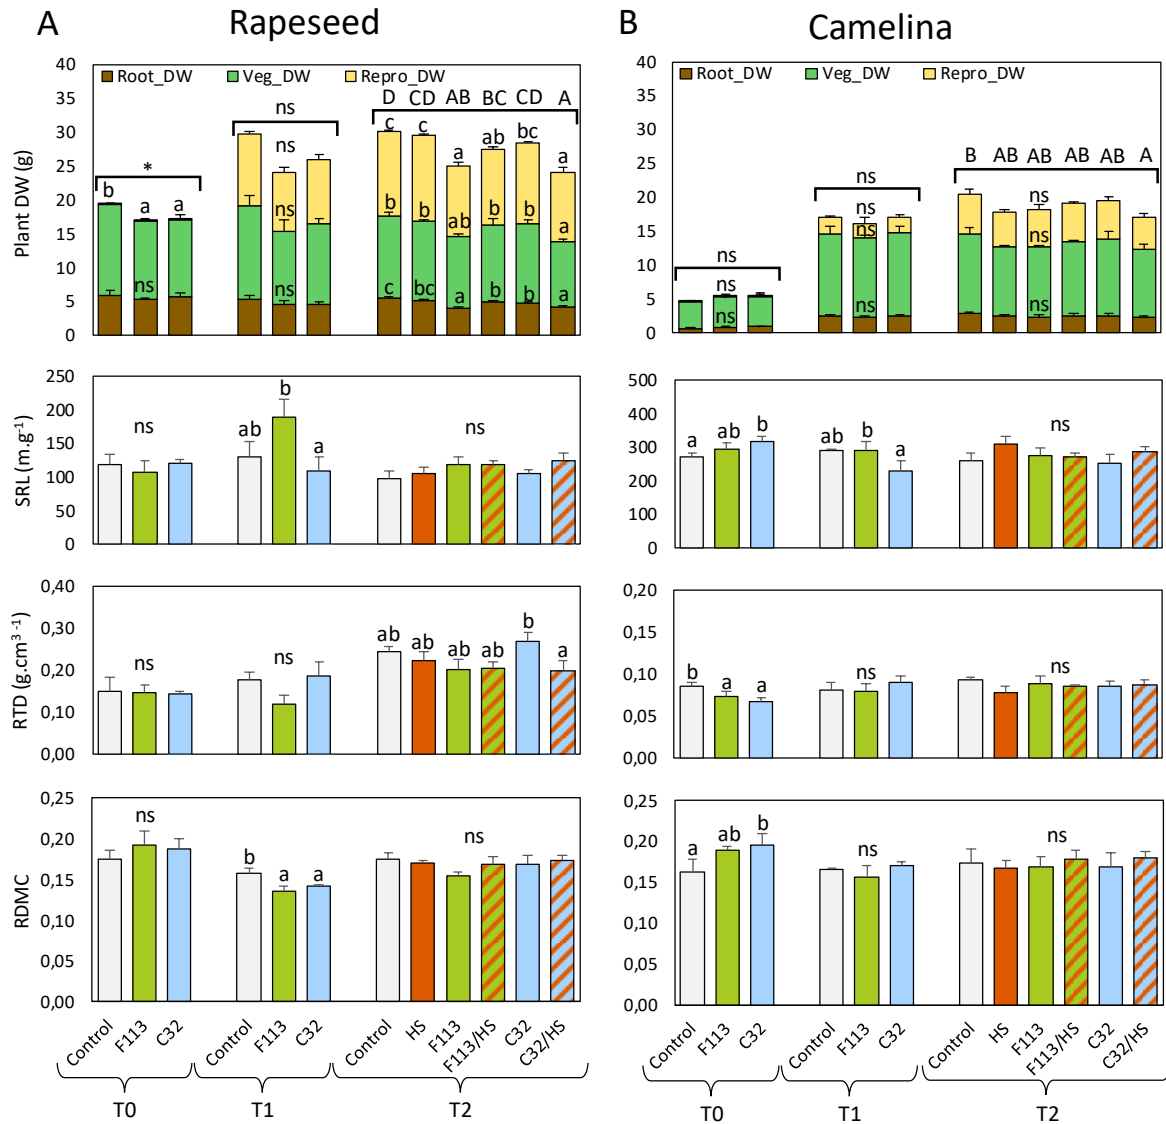 A Rapeseed
Plant DW (g)
40
35
30
25
20
15
10
5
0
Root_DW Veg_DW Repro_DW
* ns D CD AB BC CD A
b a a ns c c a ab bc a
ns b b ab b b a
ns ns c bc a b b a
SRL (m.g-1)
250
200
150
100
50
0
ns ab b a ns
RTD (g.cm3 -1)
0,40
0,30
0,20
0,10
0,00
ns ns ab ab ab ab b a
RDMC
0,25
0,20
0,15
0,10
0,05
0,00
ns b a a ns
Control F113 C32 Control F113 C32 Control HS F113 F113/HS C32 C32/HS
T0 T1 T2
B Camelina
40
35
30
25
20
15
10
5
0
Root_DW Veg_DW Repro_DW
ns ns B AB AB AB AB A
ns ns ns
ns ns ns
ns
500
400
300
200
100
0
a ab b ab b a ns
0,20
0,15
0,10
0,05
0,00
b a a ns ns
0,25
0,20
0,15
0,10
0,05
0,00
a ab b ns ns
Control F113 C32 Control F113 C32 Control HS F113 F113/HS C32 C32/HS
T0 T1 T2